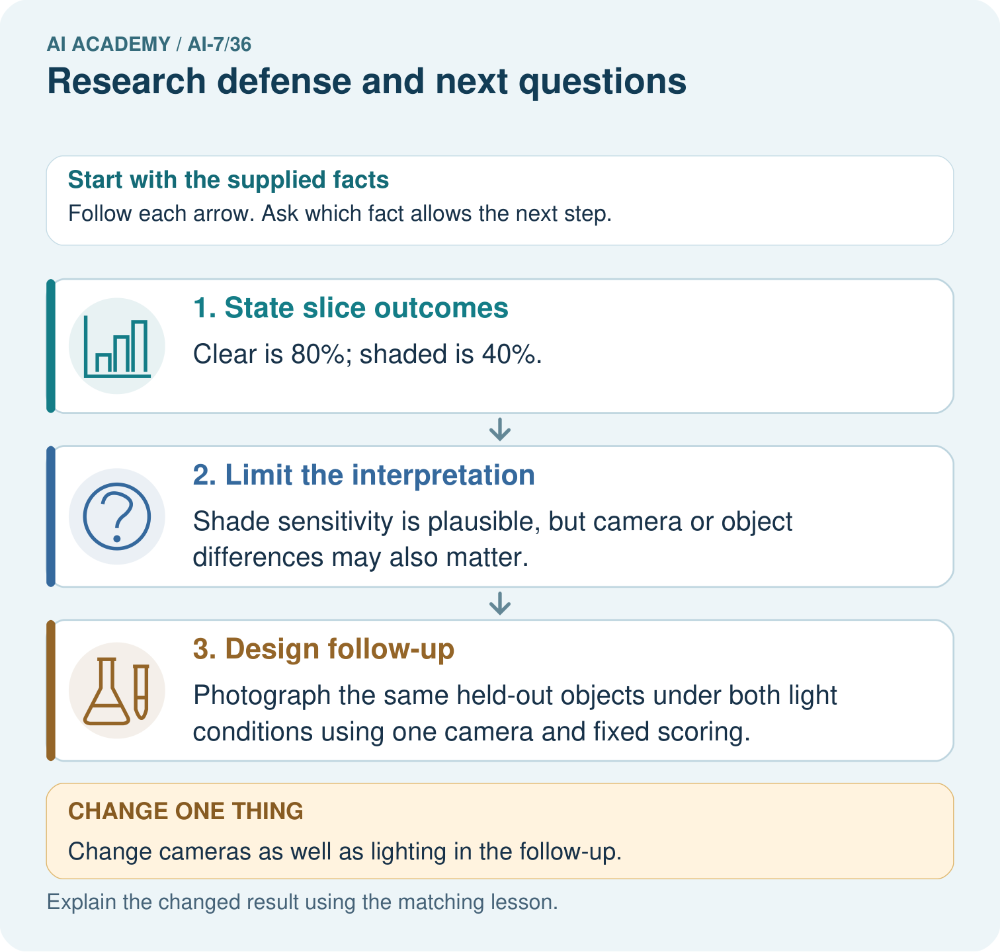 AI ACADEMY / AI-7/36
Research defense and next questions
Start with the supplied facts
Follow each arrow. Ask which fact allows the next step.
1. State slice outcomes
Clear is 80%; shaded is 40%.
2. Limit the interpretation
Shade sensitivity is plausible, but camera or object
differences may also matter.
3. Design follow-up
Photograph the same held-out objects under both light
conditions using one camera and fixed scoring.
CHANGE ONE THING
Change cameras as well as lighting in the follow-up.
Explain the changed result using the matching lesson.